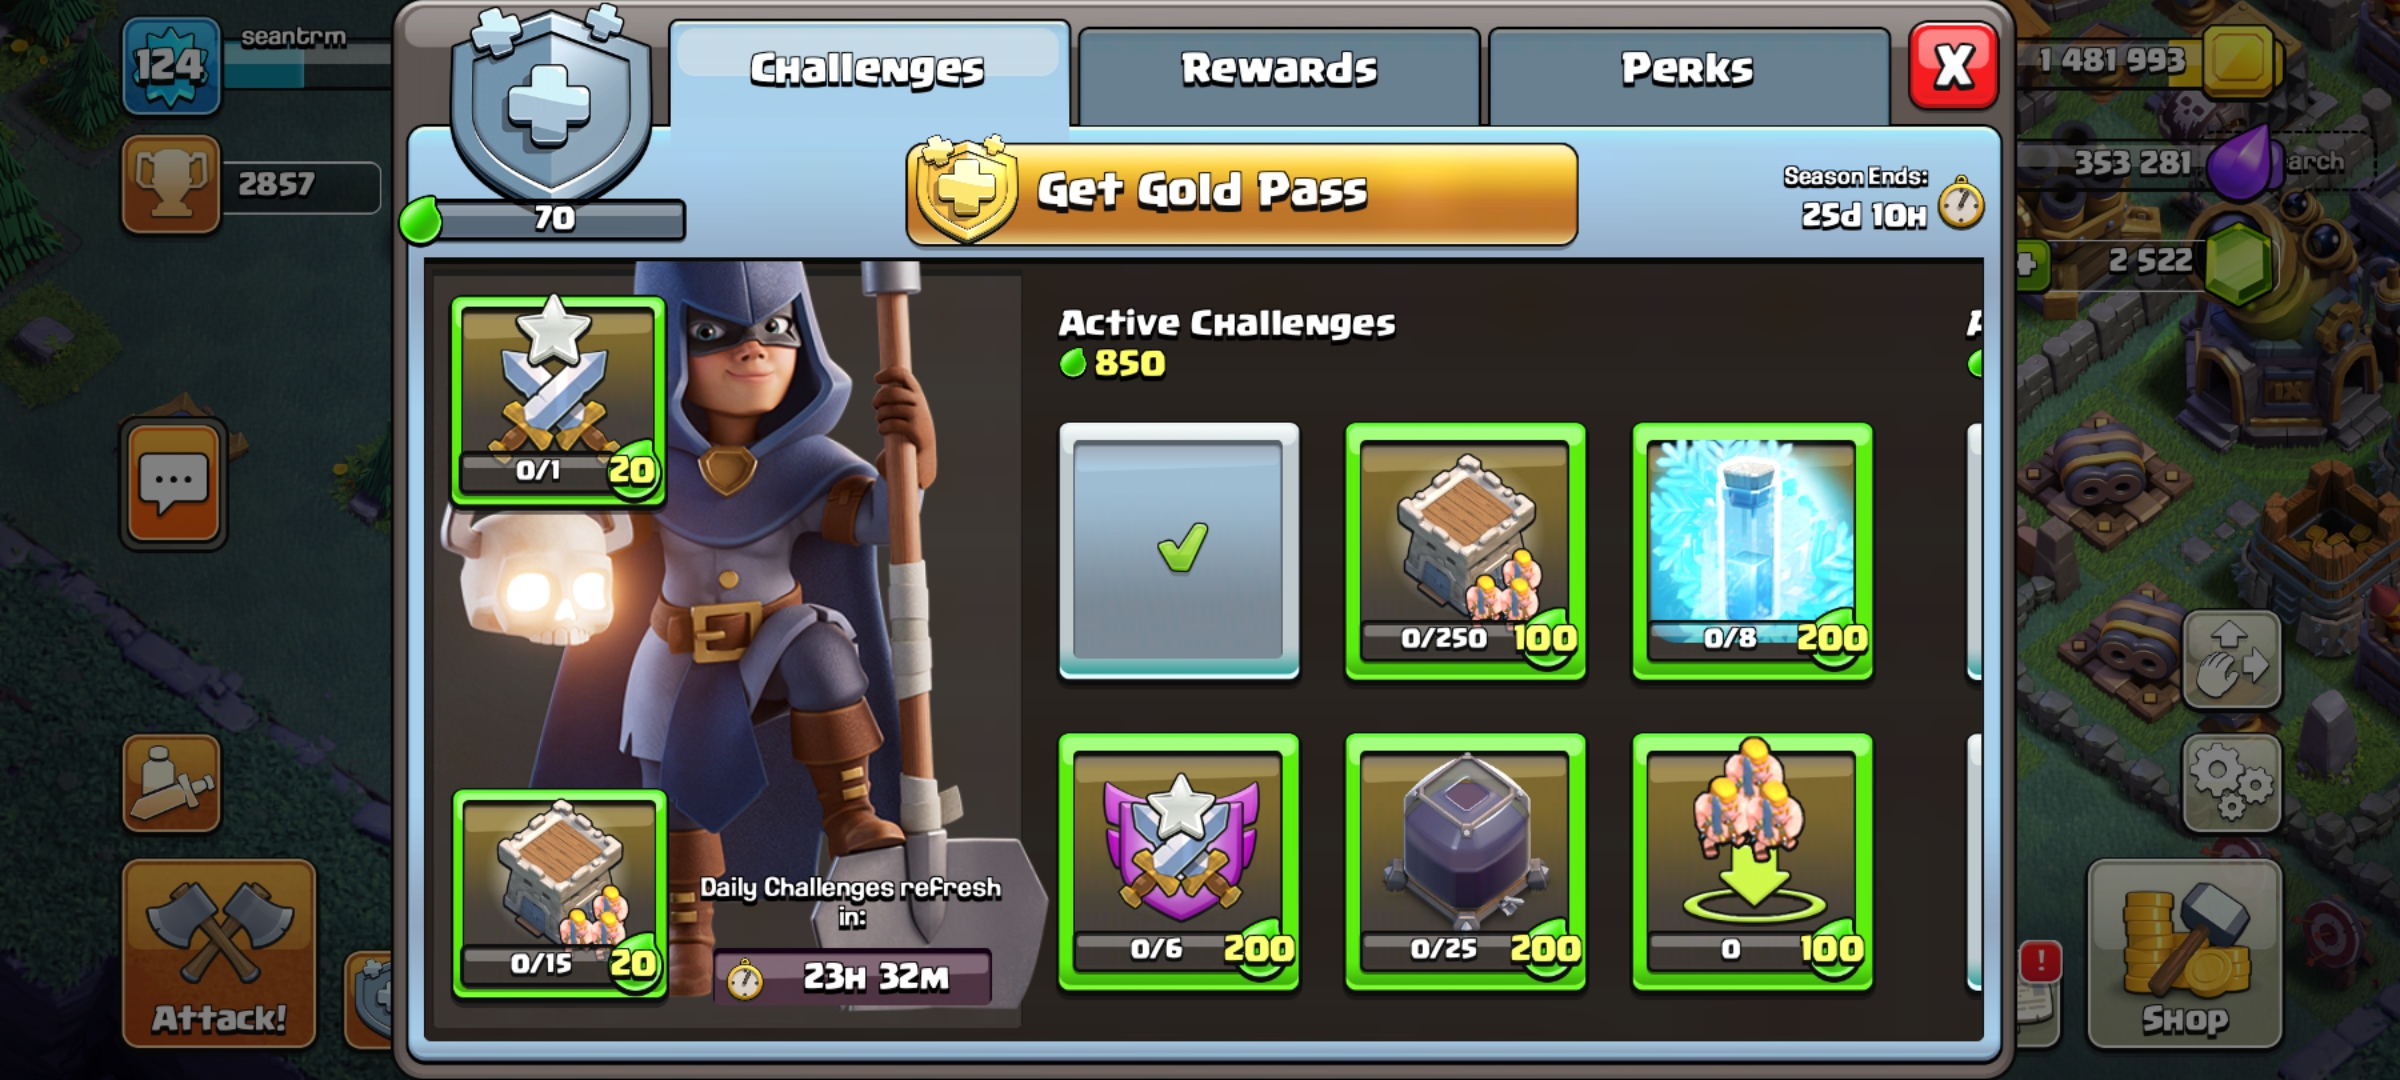 124
seantrm
2857
Challenges
Rewards
Perks
X
1 481 993
353 281
arch
2 522
70
Get Gold Pass
Season Ends:
25d 10H
Active Challenges
850
0/1
20
0/250
100
0/8
200
0/6
200
0/25
200
0
100
Daily Challenges refresh
in:
23H 32M
0/15
20
Attack!
!
Shop
IX